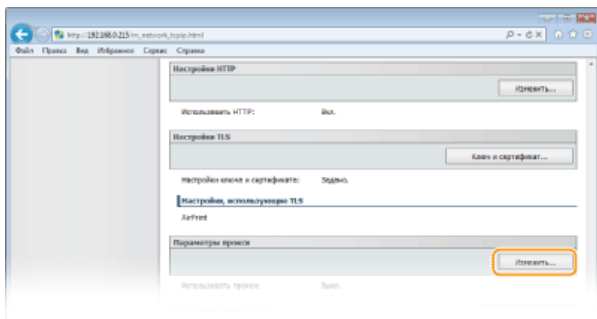 http://192.168.0.215/m_network_tcpip.html
Файл Правка Вид Избранное Сервис Справка
Настройки HTTP
Изменить...
Использовать HTTP: Вкл.
Настройки TLS
Ключ и сертификат...
Настройки ключа и сертификата: Задано.
Настройки, использующие TLS
AirPrint
Параметры прокси
Изменить...
Использовать прокси: Выкл.